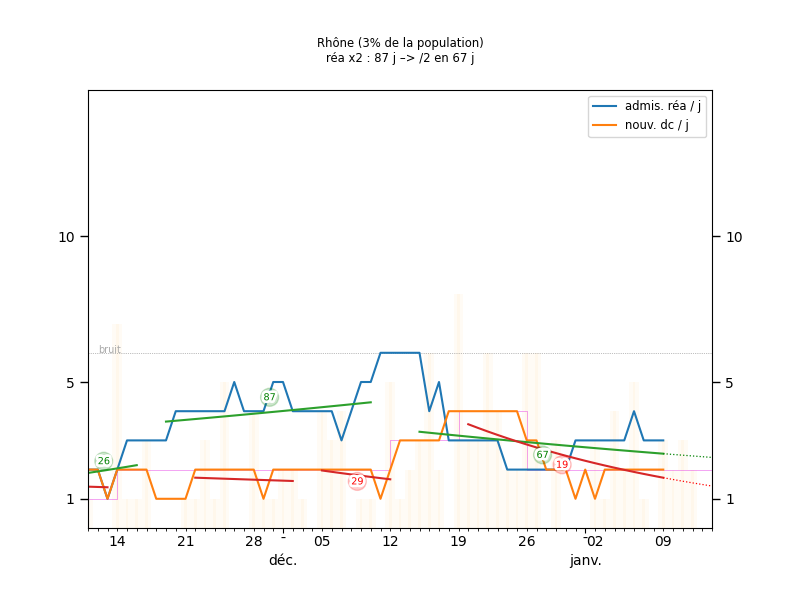 Rhône (3% de la population)
réa x2 : 87 j –> /2 en 67 j
admis. réa / j
nouv. dc / j
10
10
bruit
5
5
87
26
67
19
29
1
1
14
21
28
05
12
19
26
02
09
déc.
janv.